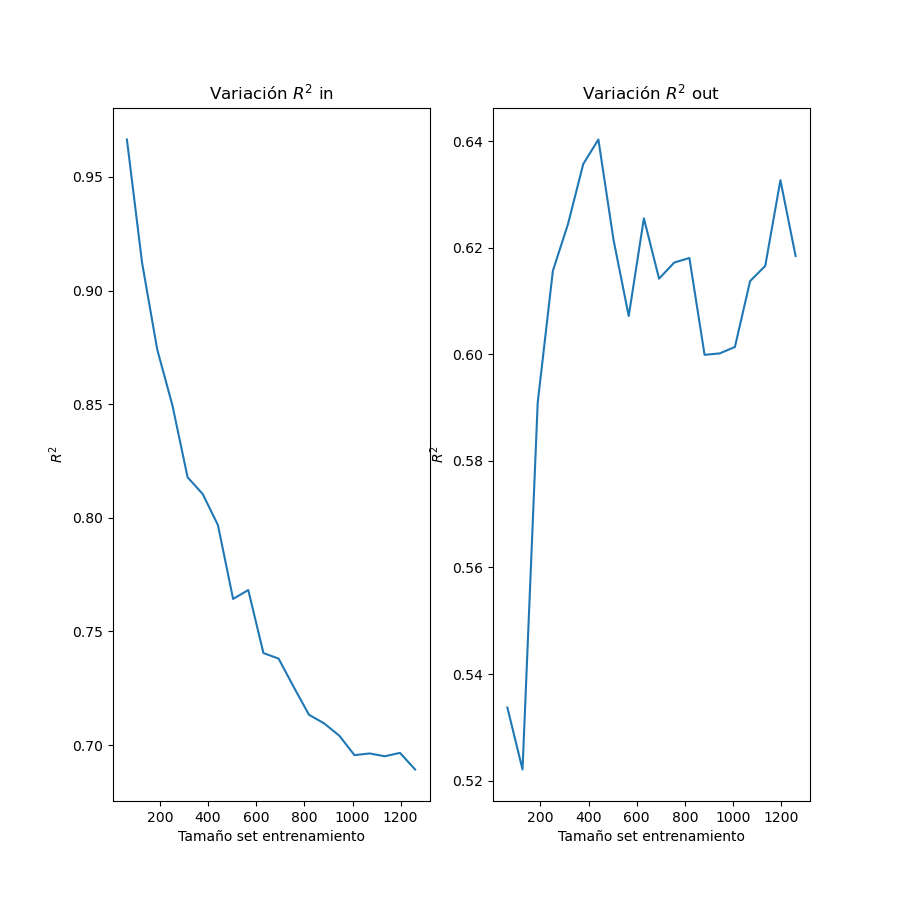 Variación R² in
0.95
0.90
0.85
0.80
0.75
0.70
R²
200 400 600 800 1000 1200
Tamaño set entrenamiento
Variación R² out
0.64
0.62
0.60
0.58
0.56
0.54
0.52
R²
200 400 600 800 1000 1200
Tamaño set entrenamiento